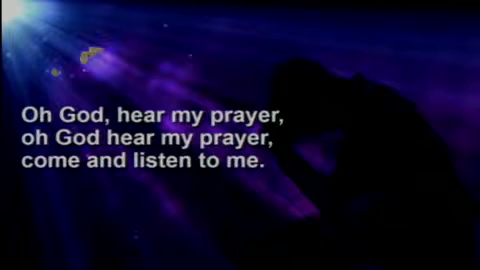 Oh God, hear my prayer,
oh God hear my prayer,
come and listen to me.